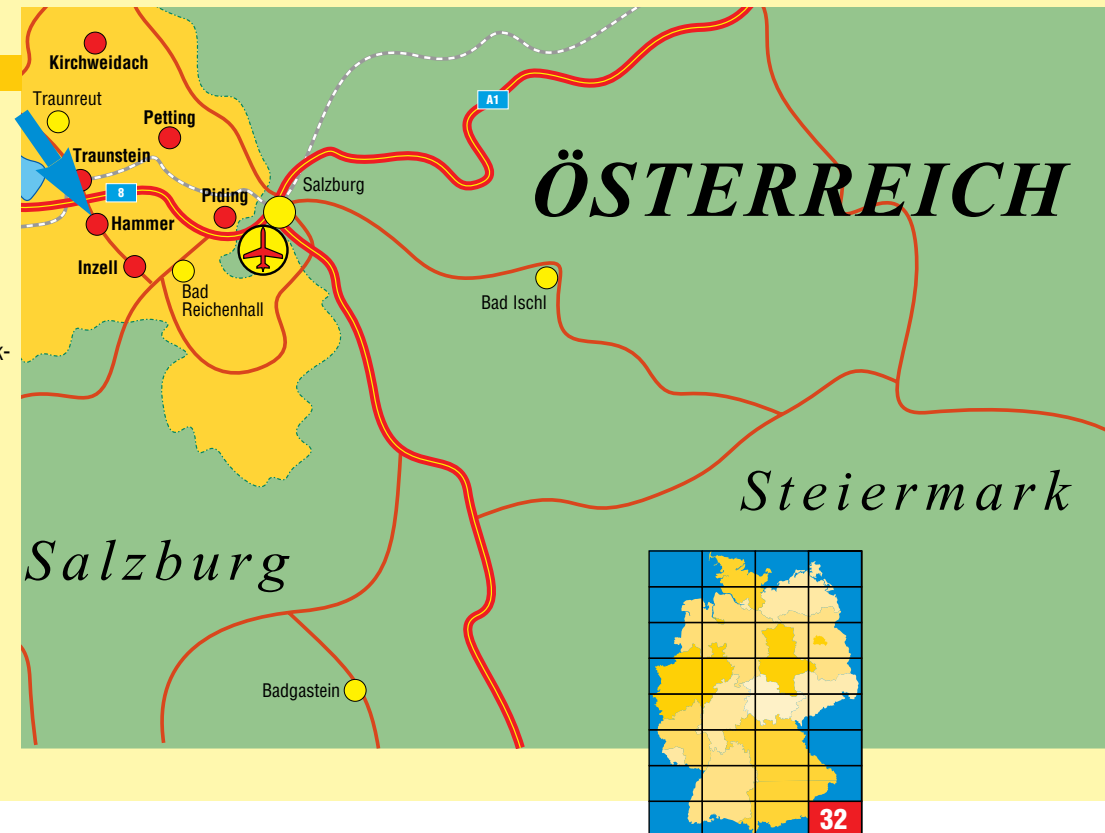 Kirchweidach
Traunreut
A1
Petting
Traunstein
8
Piding
Salzburg
ÖSTERREICH
Hammer
Inzell
Bad
Reichenhall
Bad Ischl
k-
Steiermark
Salzburg
Badgastein
32